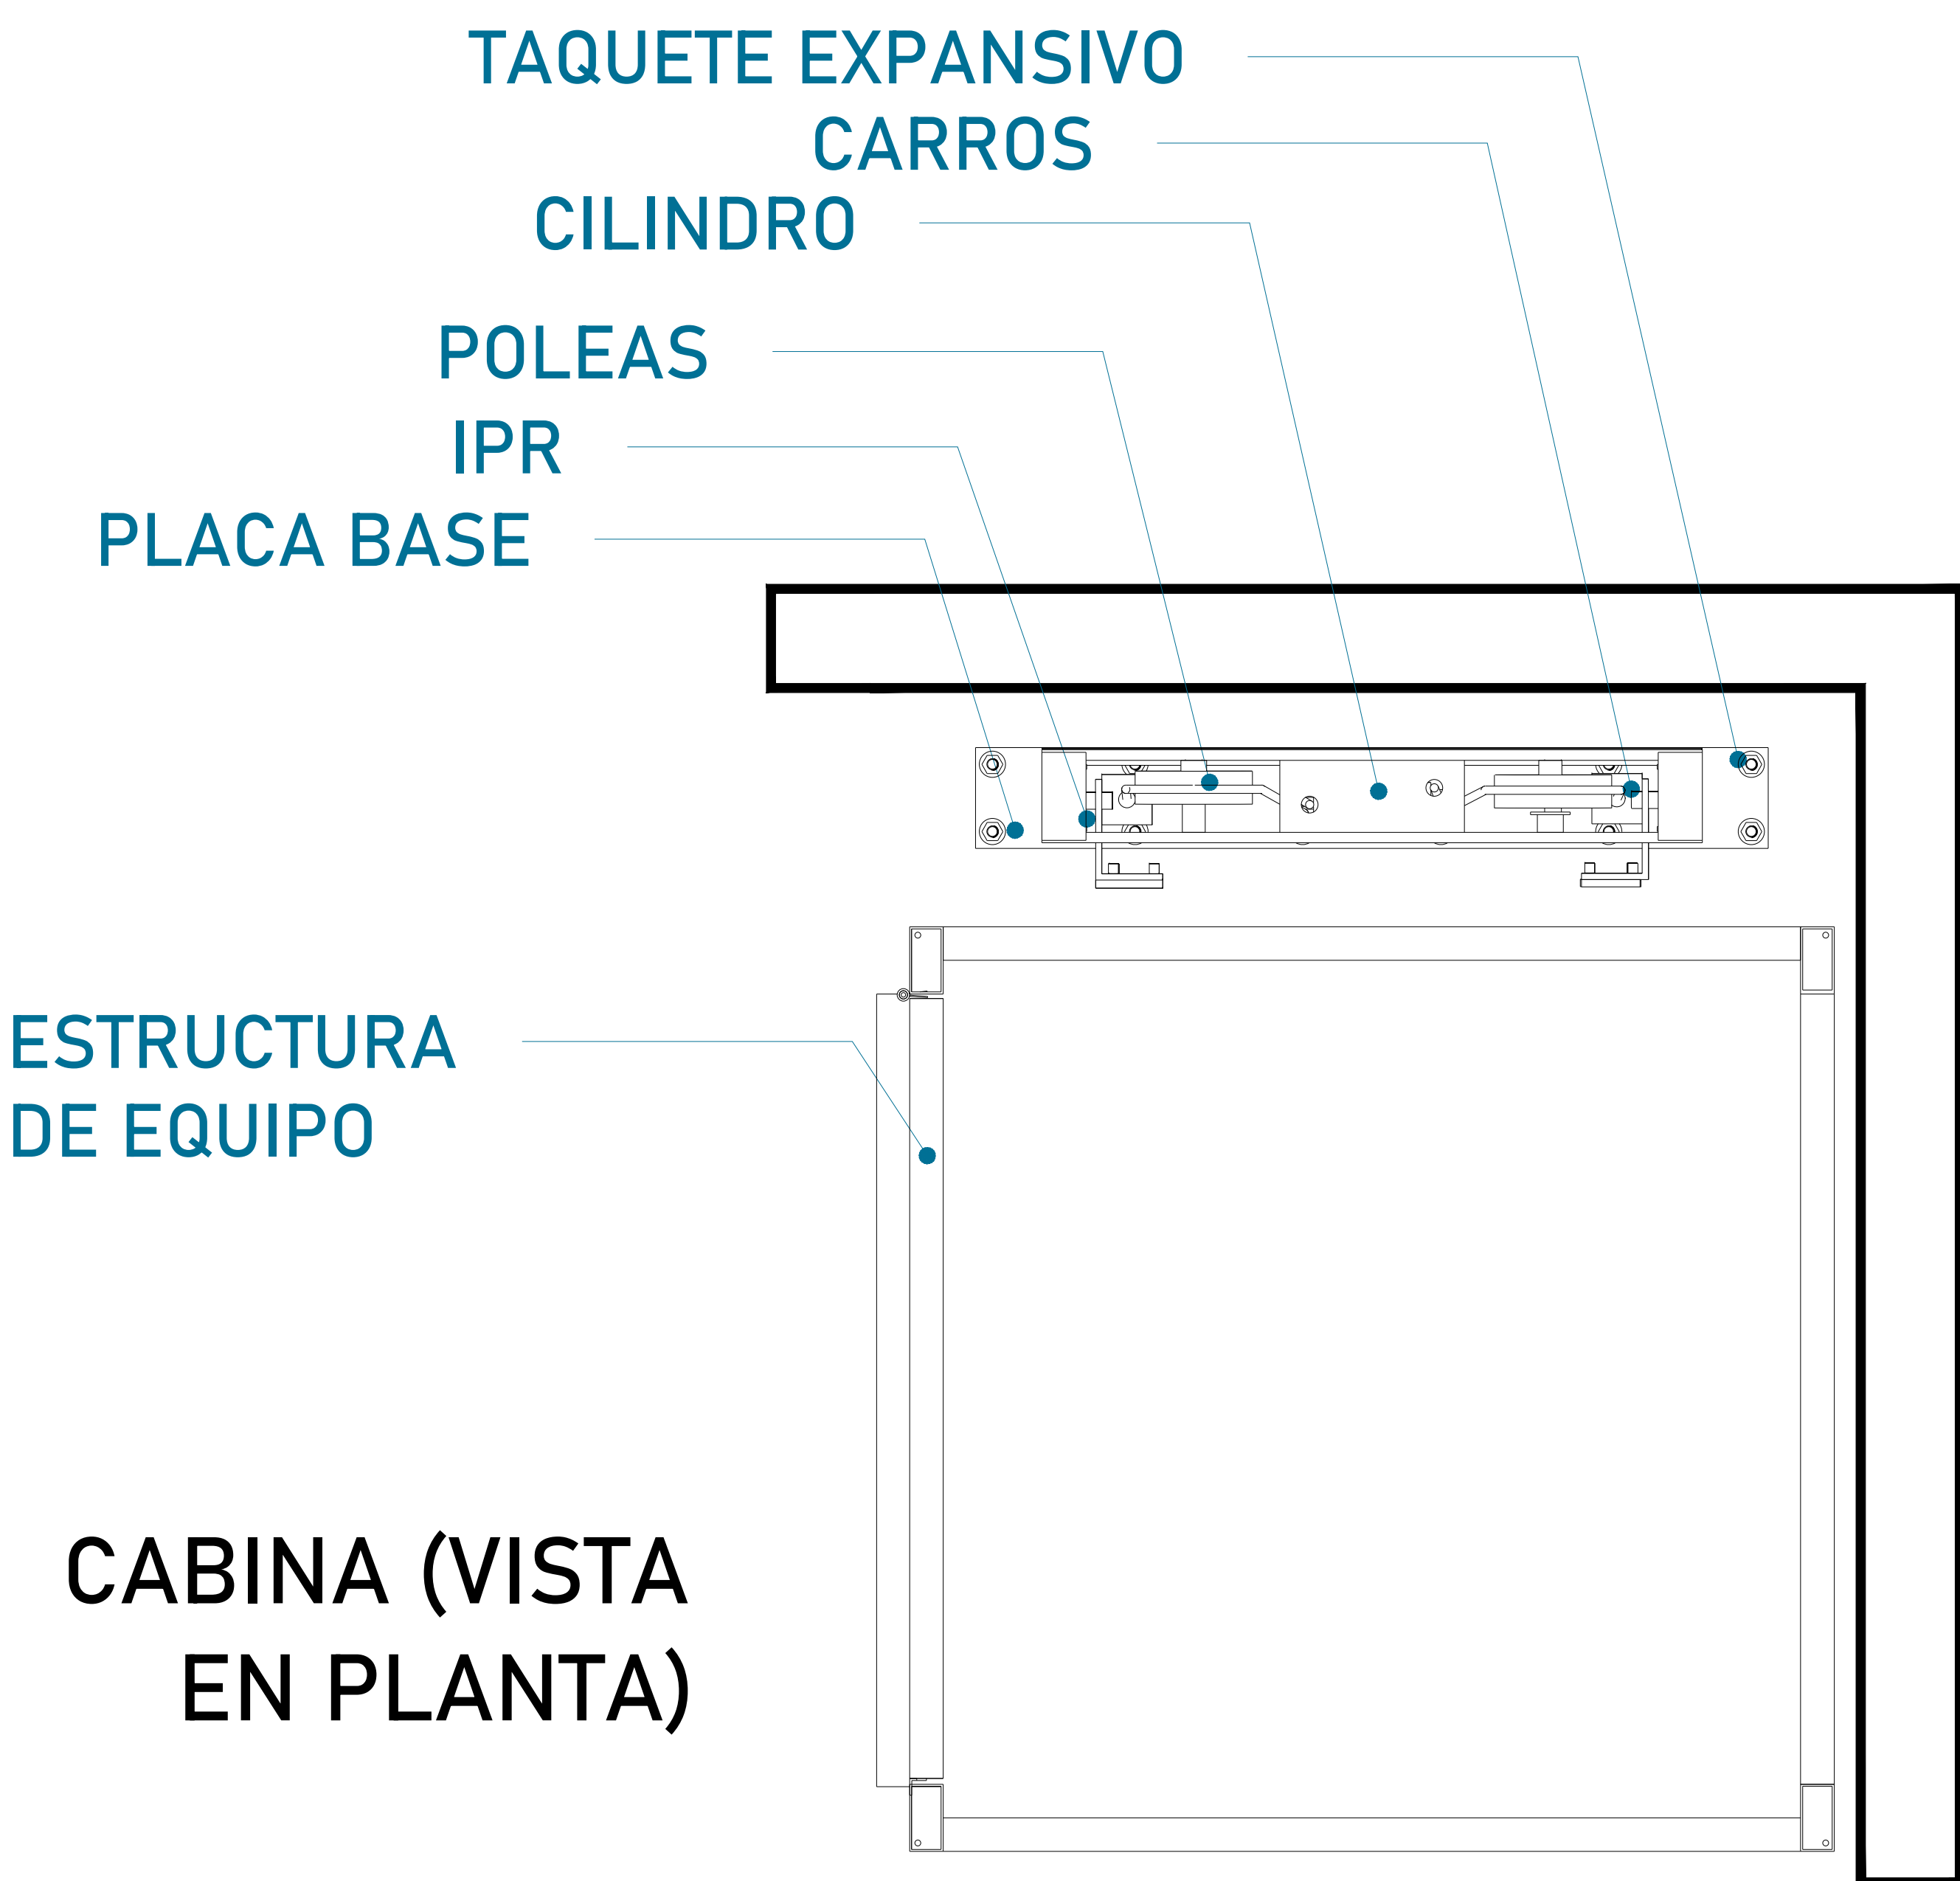 TAQUETE EXPANSIVO
CARROS
CILINDRO
POLEAS
IPR
PLACA BASE
ESTRUCTURA
DE EQUIPO
CABINA (VISTA
EN PLANTA)